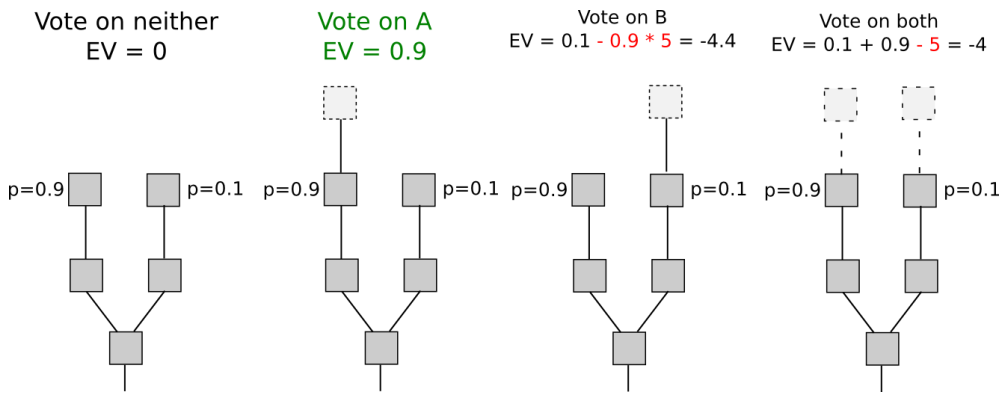 Vote on neither
EV = 0
Vote on A
EV = 0.9
Vote on B
EV = 0.1 - 0.9 * 5 = -4.4
Vote on both
EV = 0.1 + 0.9 - 5 = -4
p=0.9
p=0.1
p=0.9
p=0.1
p=0.9
p=0.1
p=0.9
p=0.1